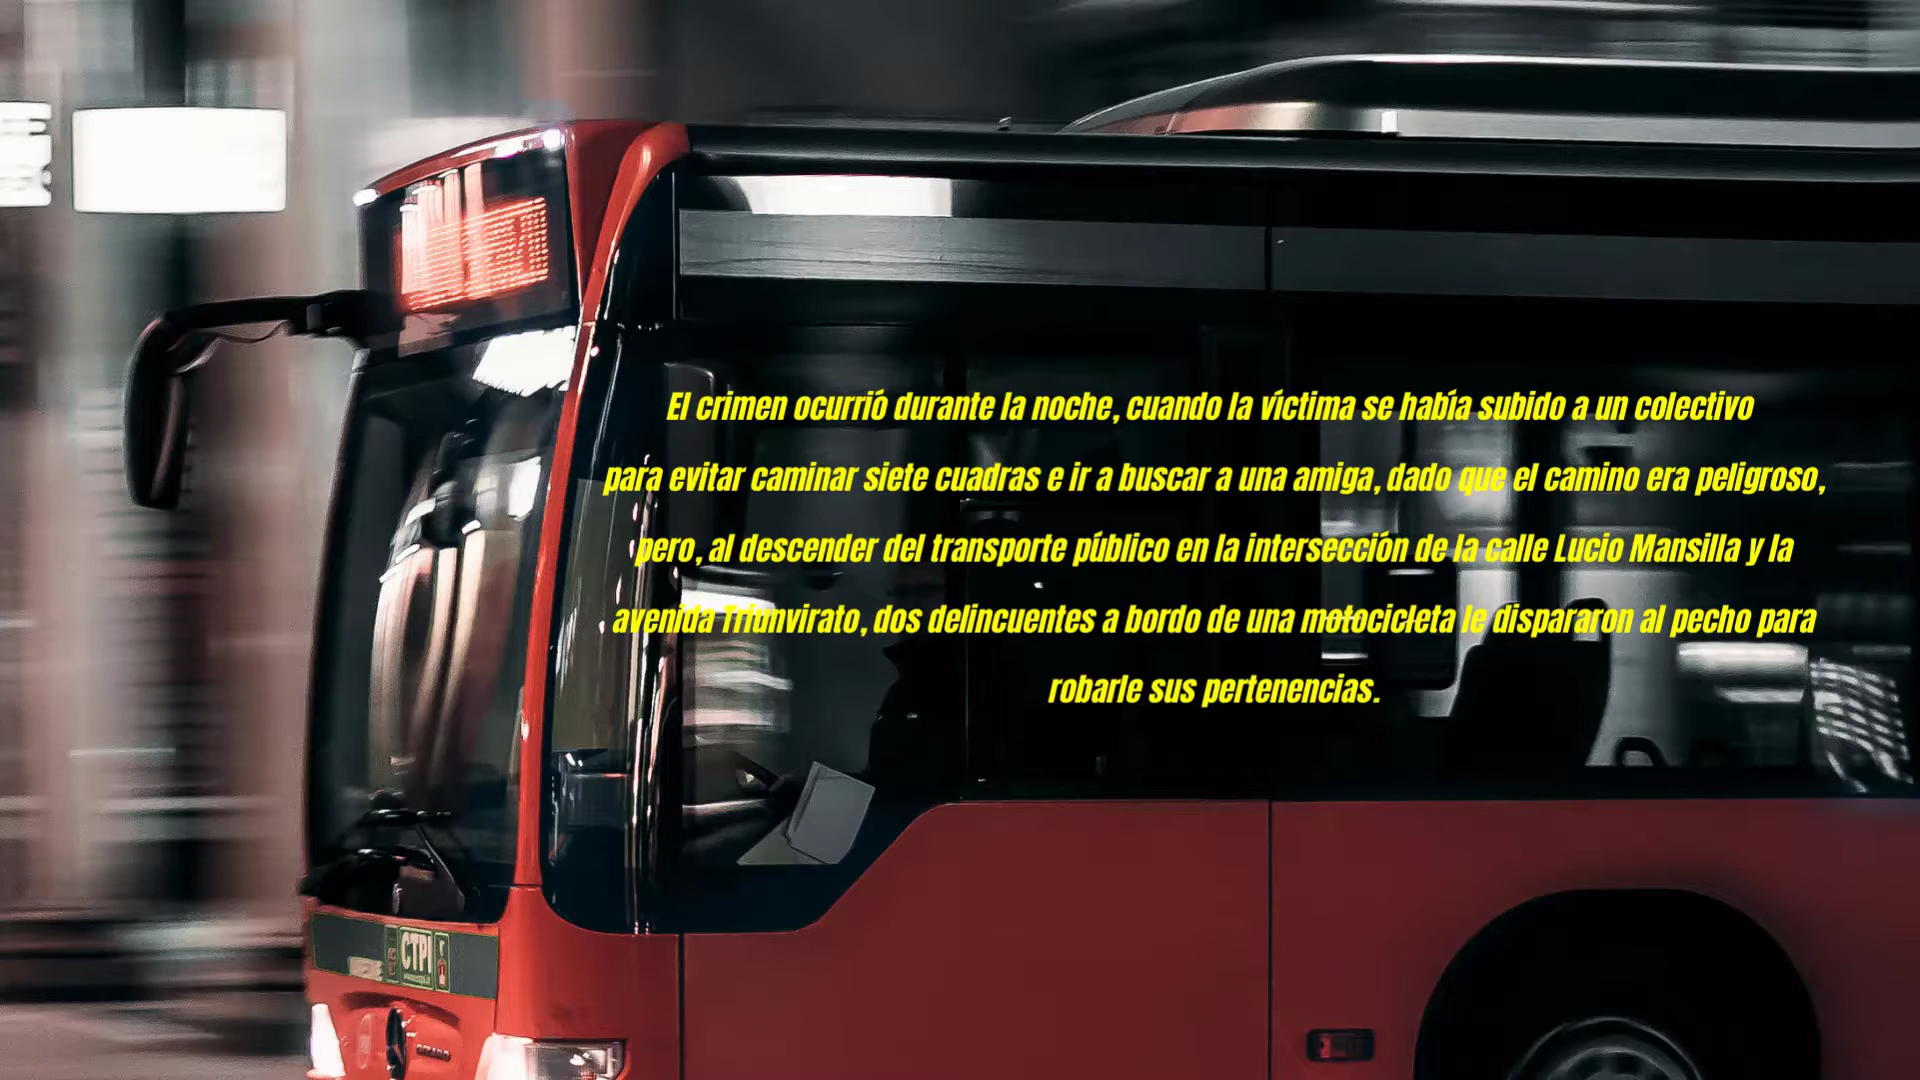 El crimen ocurrió durante la noche, cuando la víctima se había subido a un colectivo
para evitar caminar siete cuadras e ir a buscar a una amiga, dado que el camino era peligroso,
pero, al descender del transporte público en la intersección de la calle Lucio Mansilla y la
avenida Triunvirato, dos delincuentes a bordo de una motocicleta le dispararon al pecho para
robarle sus pertenencias.
CTPI
CITARO